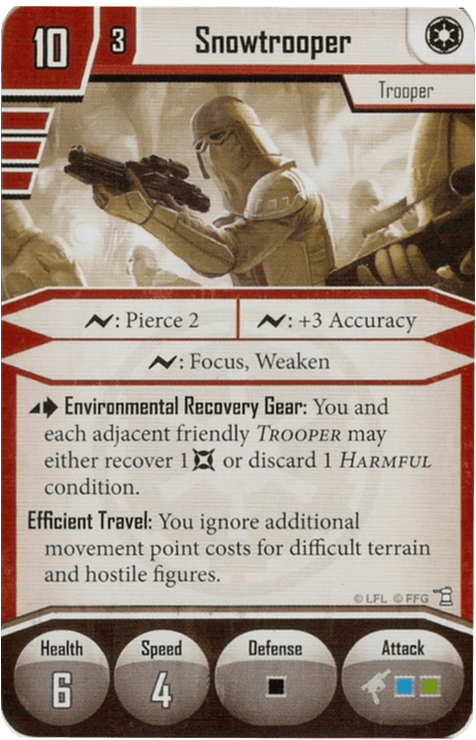 10 3 Snowtrooper
Trooper
: Pierce 2 : +3 Accuracy
: Focus, Weaken
Environmental Recovery Gear: You and
each adjacent friendly TROOPER may
either recover 1 or discard 1 HARMFUL
condition.
Efficient Travel: You ignore additional
movement point costs for difficult terrain
and hostile figures.
© LFL © FFG
Health Speed Defense Attack
6 4